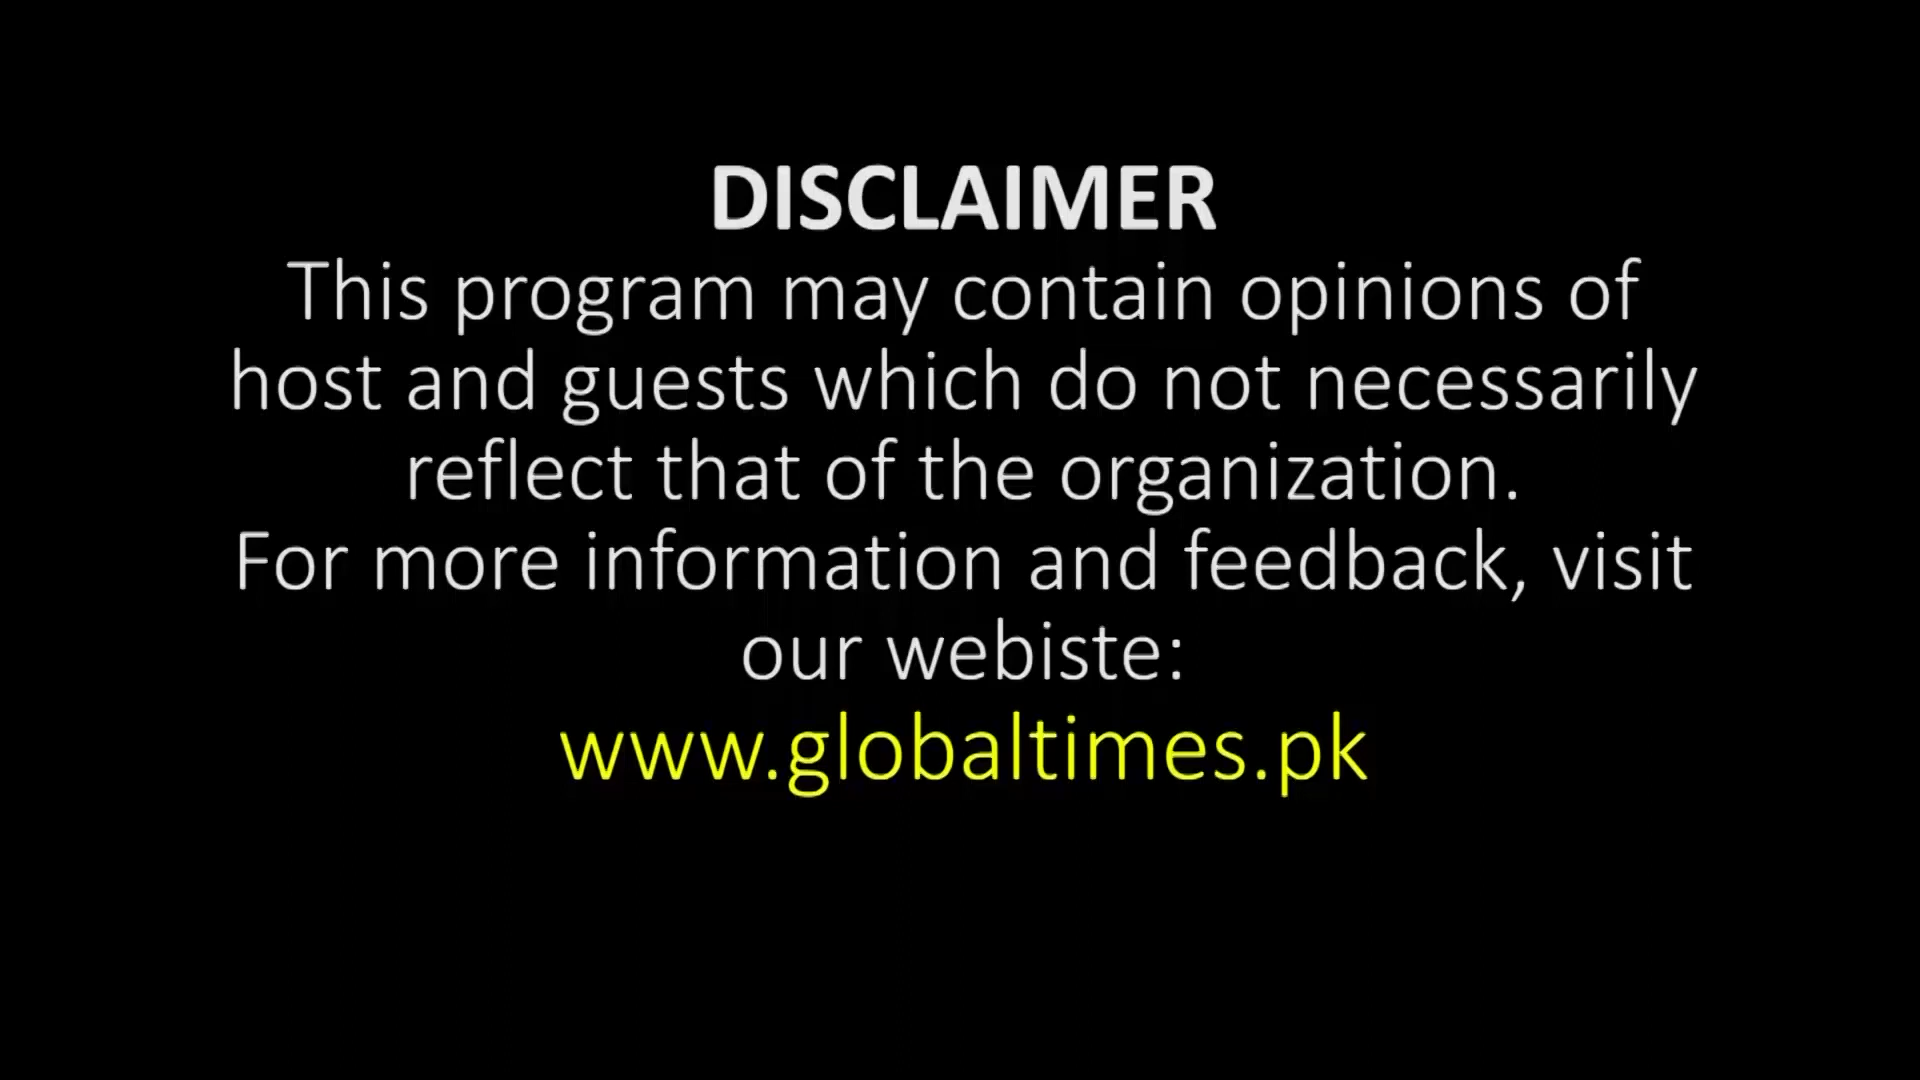 DISCLAIMER
This program may contain opinions of
host and guests which do not necessarily
reflect that of the organization.
For more information and feedback, visit
our webiste:
www.globaltimes.pk